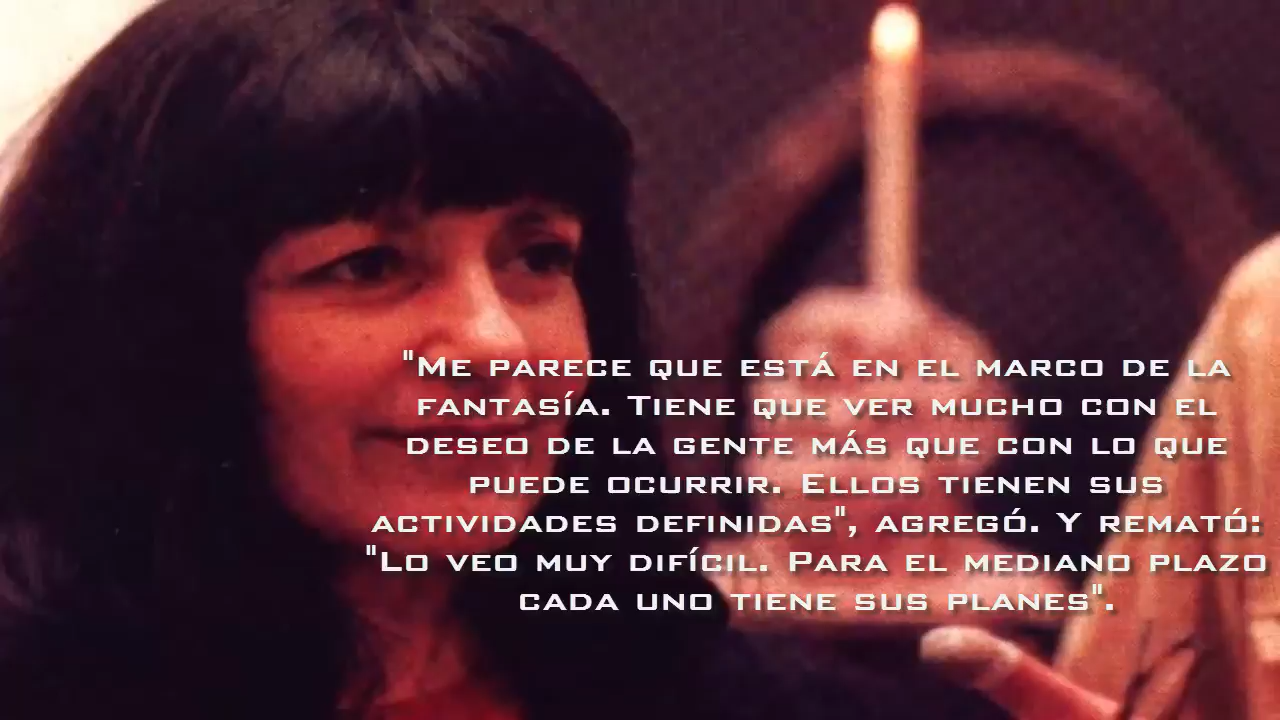 "Me parece que está en el marco de la
fantasía. Tiene que ver mucho con el
deseo de la gente más que con lo que
puede ocurrir. Ellos tienen sus
actividades definidas", agregó. Y remató:
"Lo veo muy difícil. Para el mediano plazo
cada uno tiene sus planes".